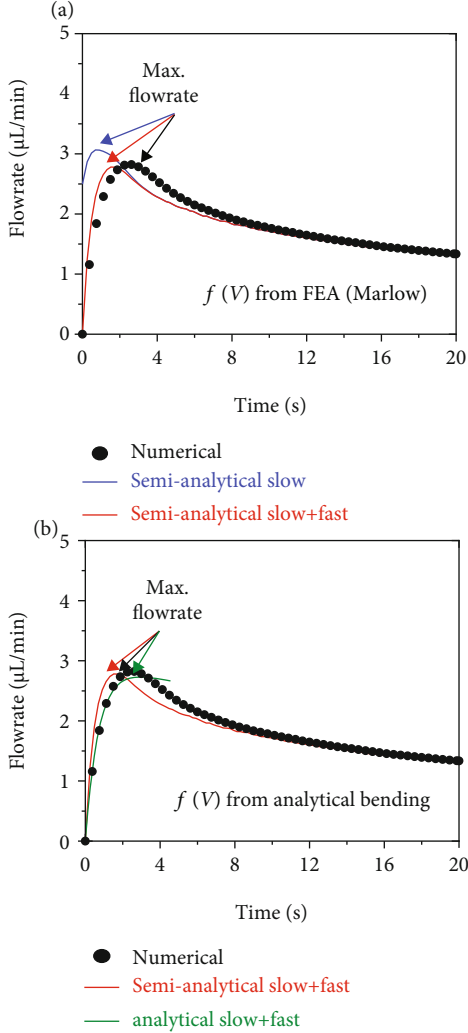 (a)
5
4
3
2
1
0
Flowrate (μL/min)
Max.
flowrate
f (V) from FEA (Marlow)
0 4 8 12 16 20
Time (s)
Numerical
Semi-analytical slow
Semi-analytical slow+fast
(b)
5
4
3
2
1
0
Flowrate (μL/min)
Max.
flowrate
f (V) from analytical bending
0 4 8 12 16 20
Time (s)
Numerical
Semi-analytical slow+fast
analytical slow+fast